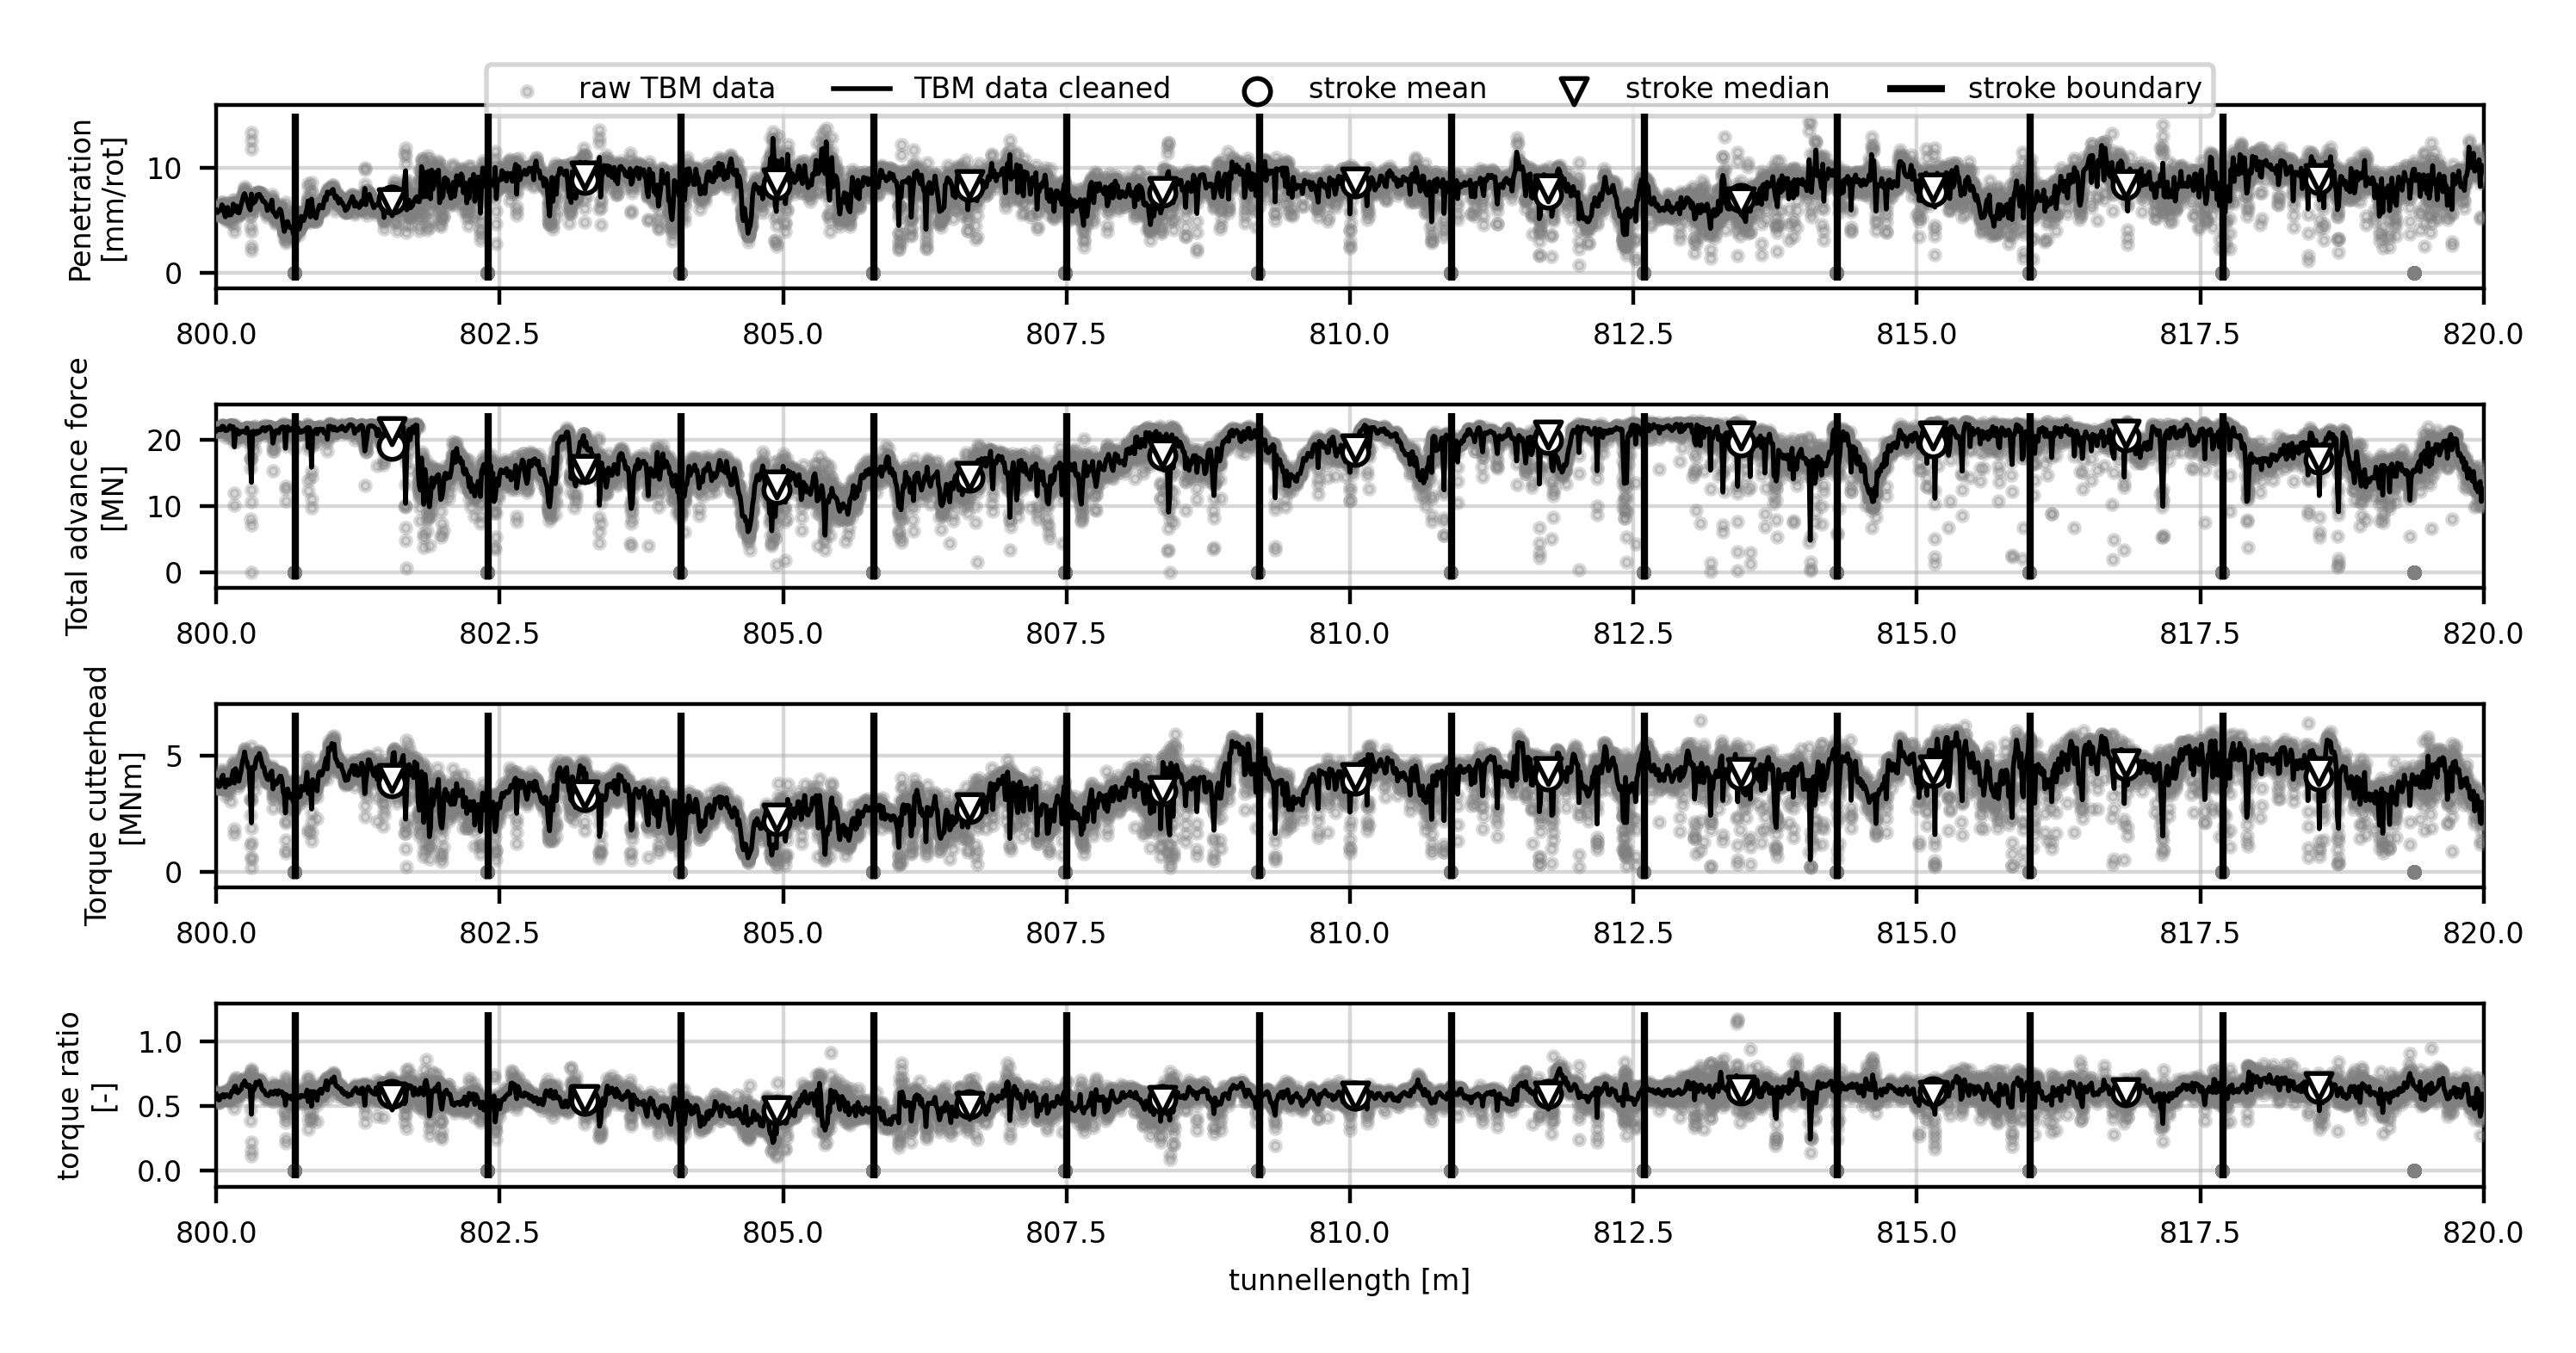 raw TBM data TBM data cleaned stroke mean stroke median stroke boundary
Penetration
[mm/rot]
10
0
800.0 802.5 805.0 807.5 810.0 812.5 815.0 817.5 820.0
Total advance force
[MN]
20
10
0
800.0 802.5 805.0 807.5 810.0 812.5 815.0 817.5 820.0
Torque cutterhead
[MNm]
5
0
800.0 802.5 805.0 807.5 810.0 812.5 815.0 817.5 820.0
torque ratio
[-]
1.0
0.5
0.0
800.0 802.5 805.0 807.5 810.0 812.5 815.0 817.5 820.0
tunnellength [m]